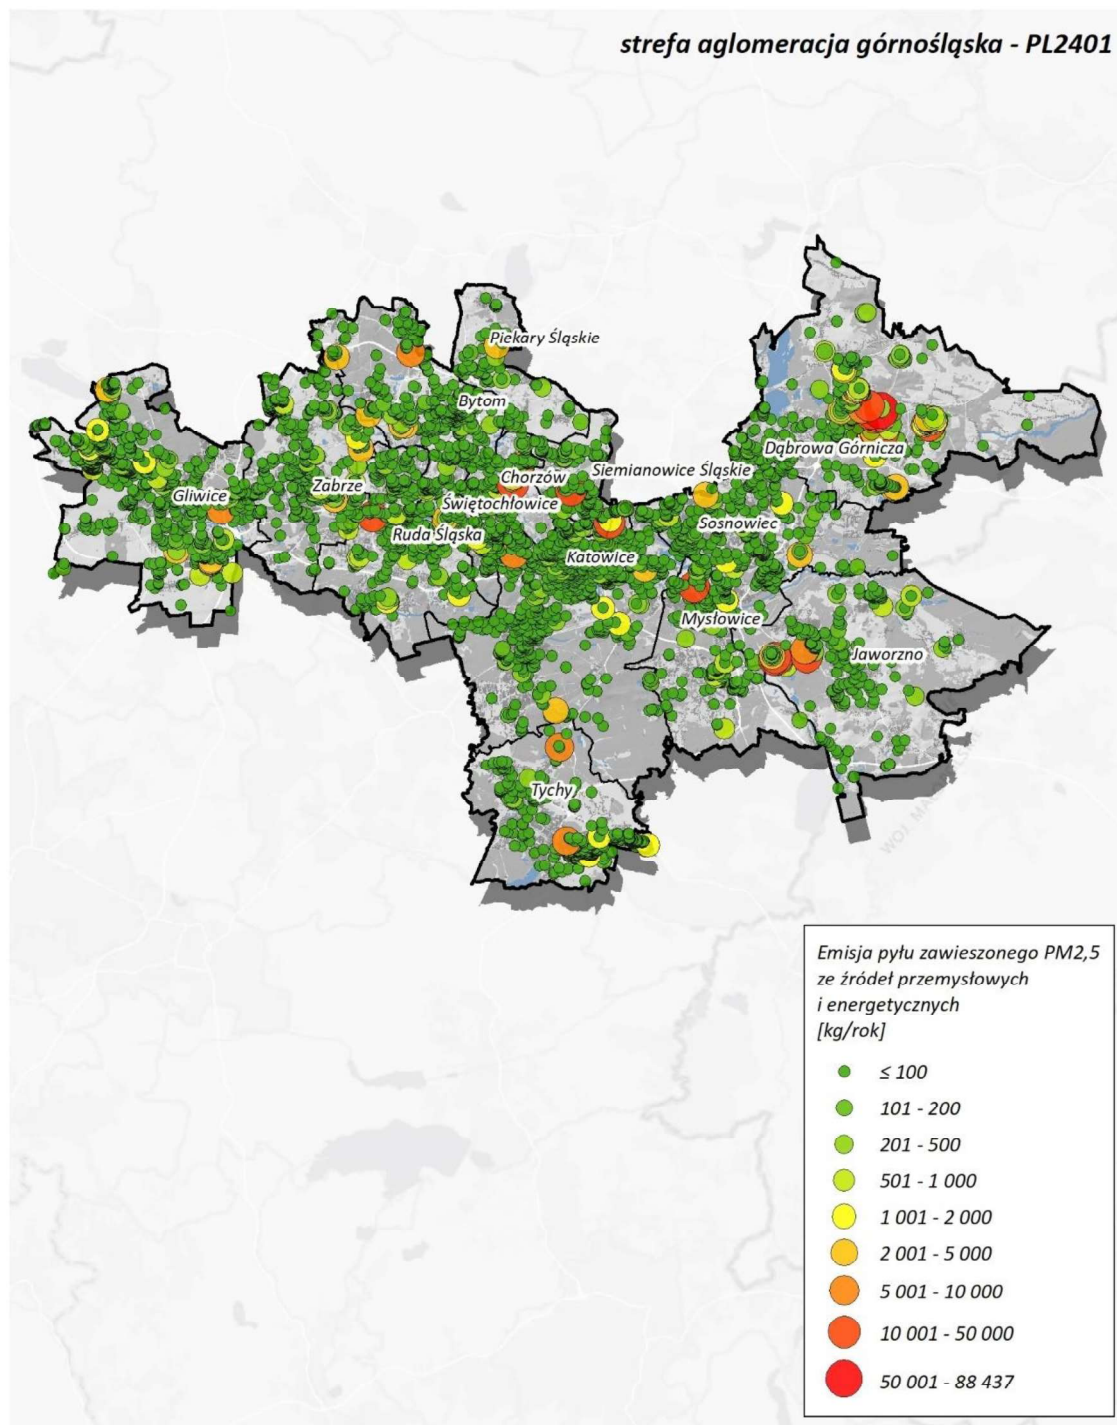 strefa aglomeracja górnośląska - PL2401
Piekary Śląskie
Bytom
Dąbrowa Górnicza
Siemianowice Śląskie
Chorzów
Zabrze
Gliwice
Świętochłowice
Sosnowiec
Ruda Śląska
Katowice
Mysłowice
Jaworzno
Tychy
Emisja pyłu zawieszonego PM2,5
ze źródeł przemysłowych
i energetycznych
[kg/rok]
≤ 100
101 - 200
201 - 500
501 - 1 000
1 001 - 2 000
2 001 - 5 000
5 001 - 10 000
10 001 - 50 000
50 001 - 88 437